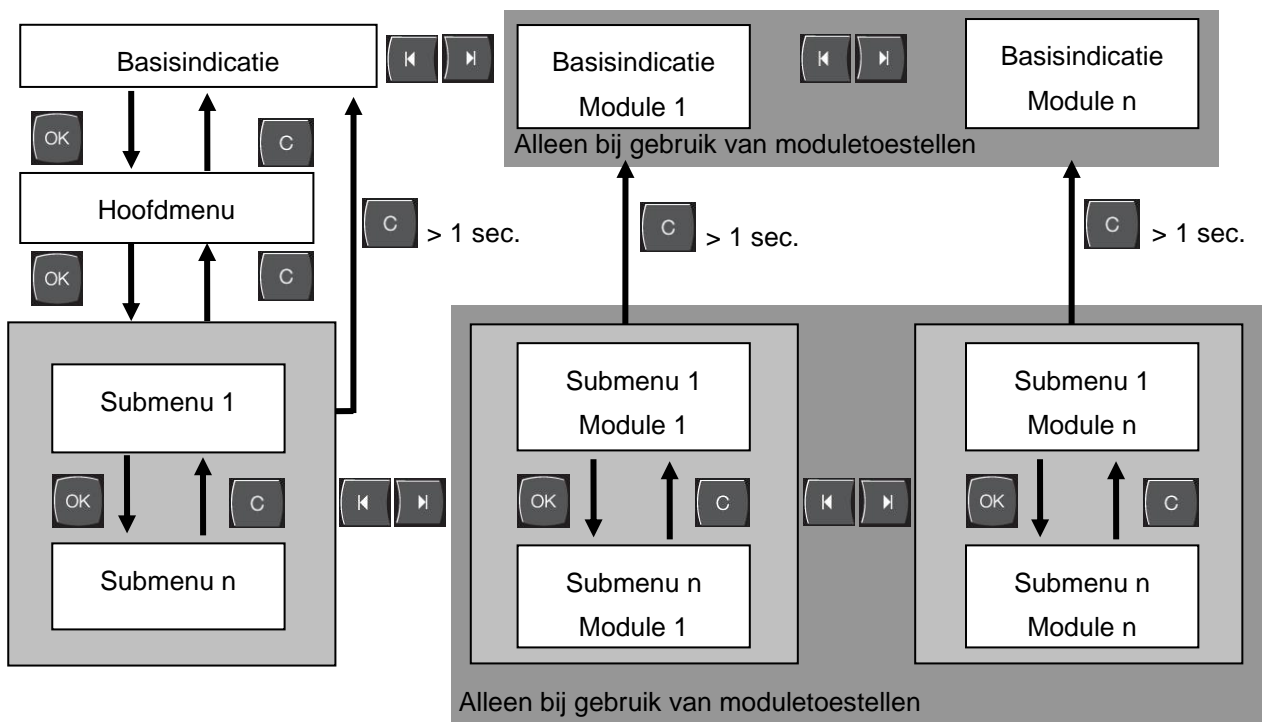 Basisindicatie
Basisindicatie
Module 1
Basisindicatie
Module n
Alleen bij gebruik van moduletoestellen
OK
C
Hoofdmenu
C > 1 sec.
C > 1 sec.
C > 1 sec.
OK
C
Submenu 1
Submenu 1
Module 1
Submenu 1
Module n
OK
C
OK
C
OK
C
Submenu n
Submenu n
Module 1
Submenu n
Module n
Alleen bij gebruik van moduletoestellen